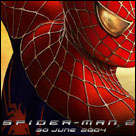 SPIDER-MAN 2
30 JUNE 2004